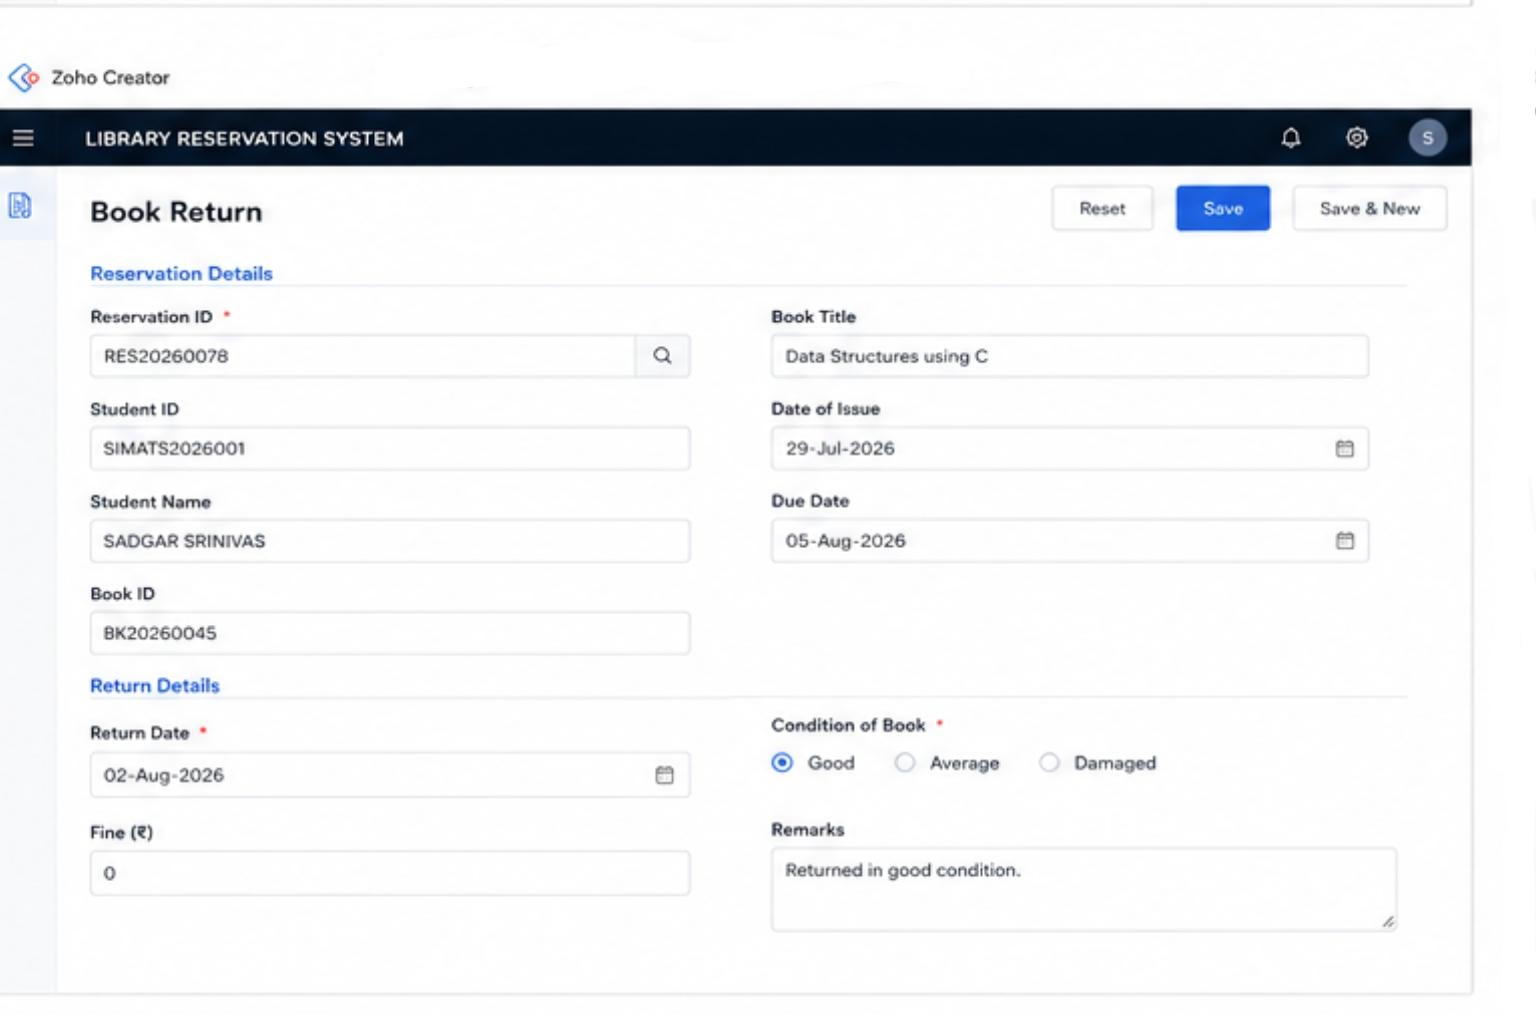 Zoho Creator
LIBRARY RESERVATION SYSTEM
S
Book Return
Reset
Save
Save & New
Reservation Details
Reservation ID *
RES20260078
Book Title
Data Structures using C
Student ID
SIMATS2026001
Date of Issue
29-Jul-2026
Student Name
SADGAR SRINIVAS
Due Date
05-Aug-2026
Book ID
BK20260045
Return Details
Return Date *
02-Aug-2026
Condition of Book *
Good
Average
Damaged
Fine (₹)
0
Remarks
Returned in good condition.